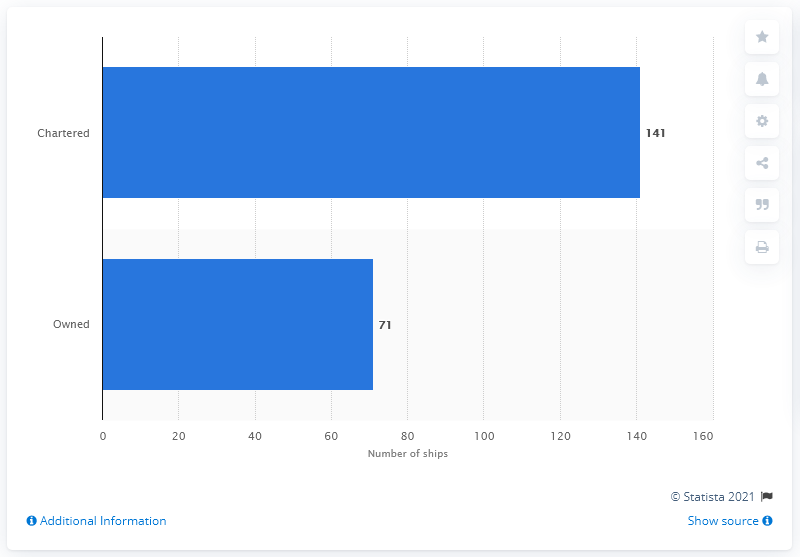 Chartered
141
Owned
71
0 20 40 60 80 100 120 140 160
Number of ships
© Statista 2021
Additional Information
Show source